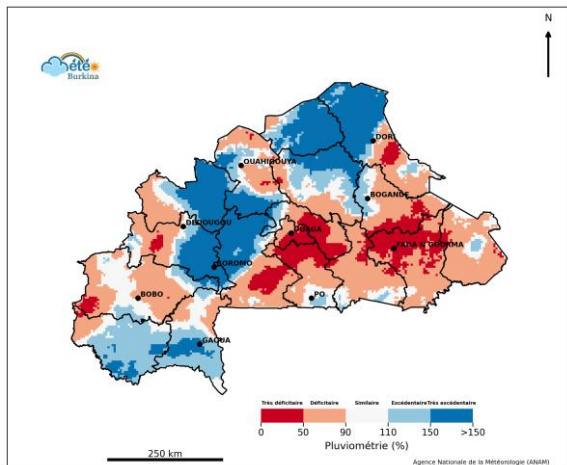 N
Météo
Burkina
DORI
OUAHIGOUYA
BOGANDE
DEDOUGOU
OUAGA
FADA N GOURMA
BOROMO
BOBO
PO
GAOUA
Très déficitaire Déficitaire Similaire Excédentaire Très excédentaire
0 50 90 110 150 >150
Pluviométrie (%)
250 km
Agence Nationale de la Météorologie (ANAM)